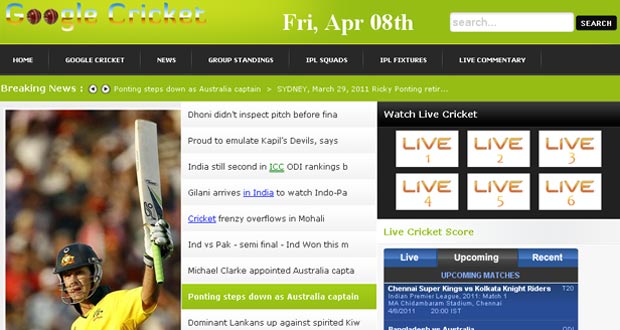 Google Cricket
Fri, Apr 08th
search...
SEARCH
HOME GOOGLE CRICKET NEWS GROUP STANDINGS IPL SQUADS IPL FIXTURES LIVE COMMENTARY
Breaking News : Ponting steps down as Australia captain > SYDNEY, March 29, 2011 Ricky Ponting retir...
Dhoni didn't inspect pitch before fina
Proud to emulate Kapil's Devils, says
India still second in ICC ODI rankings b
Gilani arrives in India to watch Indo-Pa
Cricket frenzy overflows in Mohali
Ind vs Pak - semi final - Ind Won this m
Michael Clarke appointed Australia capta
Ponting steps down as Australia captain
Dominant Lankans up against spirited Kiw
Watch Live Cricket
LIVE 1
LIVE 2
LIVE 3
LIVE 4
LIVE 5
LIVE 6
Live Cricket Score
Live Upcoming Recent
UPCOMING MATCHES
Chennai Super Kings vs Kolkata Knight Riders T20
Indian Premier League, 2011: Match 1
MA Chidambaram Stadium, Chennai
4/8/2011 20:00 IST
Bangladesh vs Australia ODI